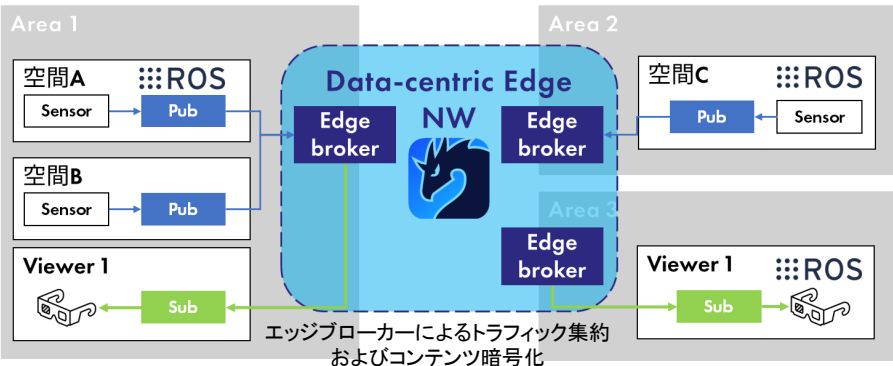 Area 1
空間A
ROS
Sensor
Pub
空間B
Sensor
Pub
Viewer 1
Sub
Data-centric Edge
NW
Edge
broker
Edge
broker
Edge
broker
Area 2
空間C
ROS
Pub
Sensor
Area 3
Viewer 1
ROS
Sub
エッジブローカーによるトラフィック集約
およびコンテンツ暗号化